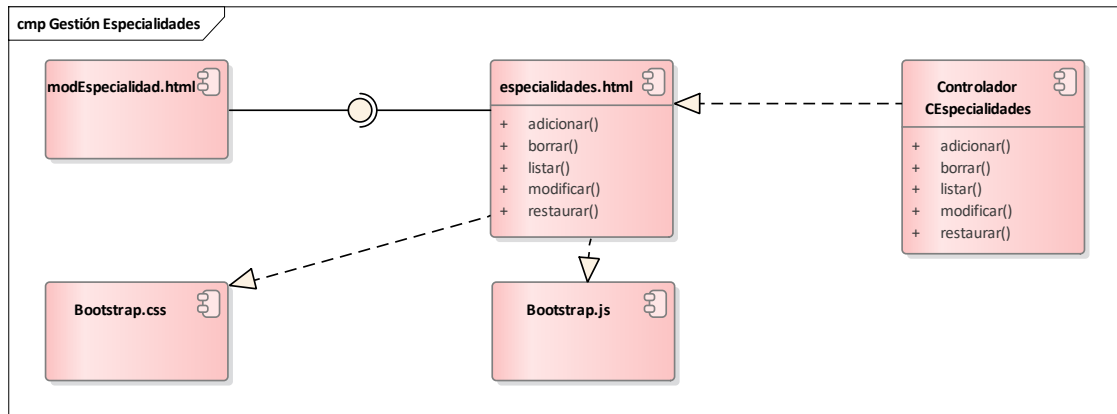 cmp Gestión Especialidades
modEspecialidad.html
especialidades.html
+ adicionar()
+ borrar()
+ listar()
+ modificar()
+ restaurar()
Controlador
CEspecialidades
+ adicionar()
+ borrar()
+ listar()
+ modificar()
+ restaurar()
Bootstrap.css
Bootstrap.js